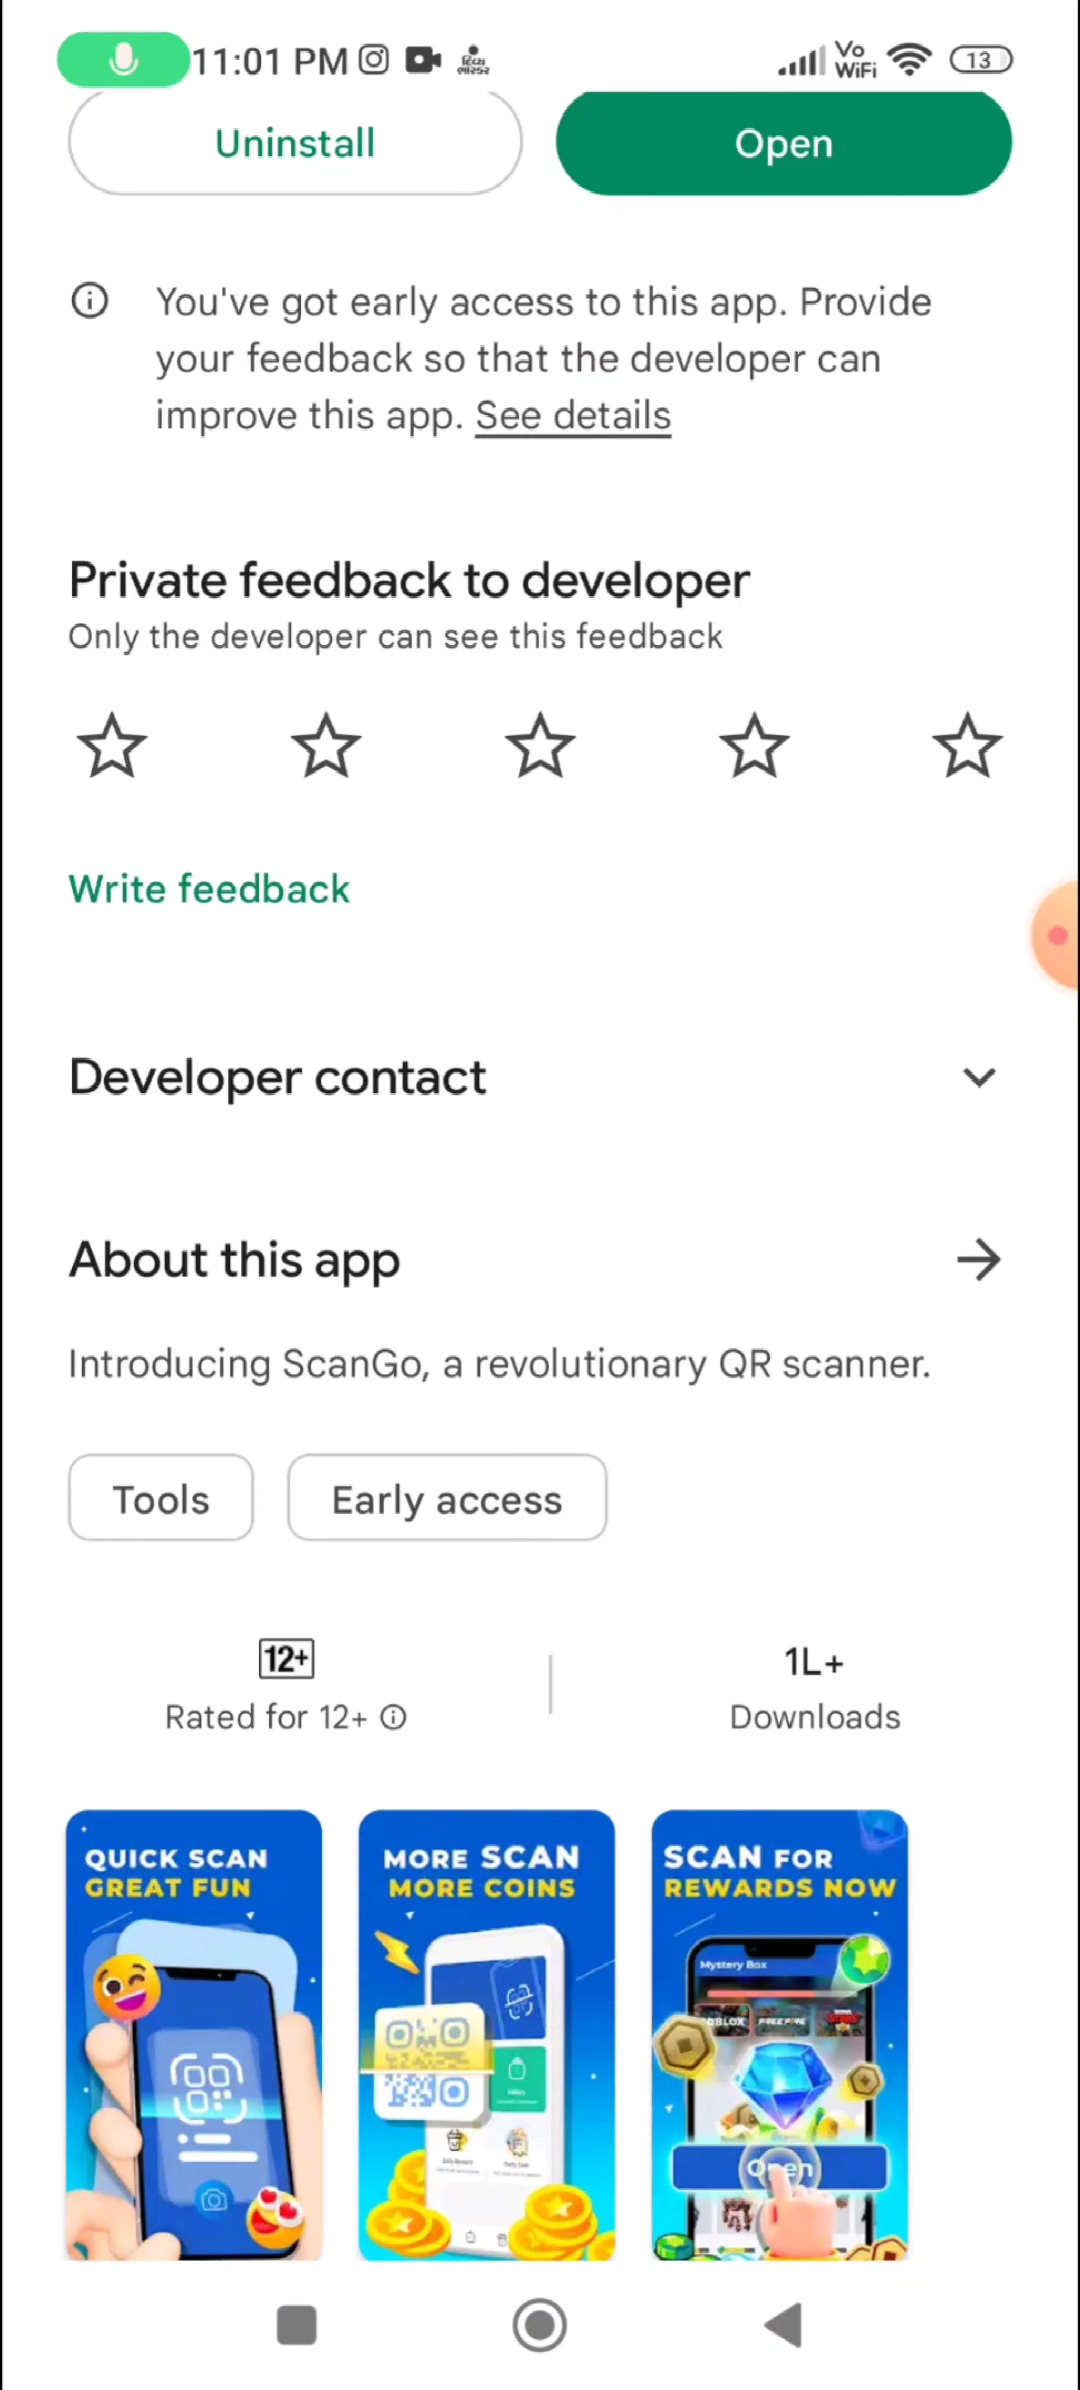 11:01 PM
Vo
WiFi
13
Uninstall
Open
You've got early access to this app. Provide
your feedback so that the developer can
improve this app. See details
Private feedback to developer
Only the developer can see this feedback
Write feedback
Developer contact
About this app
Introducing ScanGo, a revolutionary QR scanner.
Tools
Early access
12+
Rated for 12+
1L+
Downloads
QUICK SCAN
GREAT FUN
MORE SCAN
MORE COINS
SCAN FOR
REWARDS NOW
Mystery Box
FREE FIRE
Open